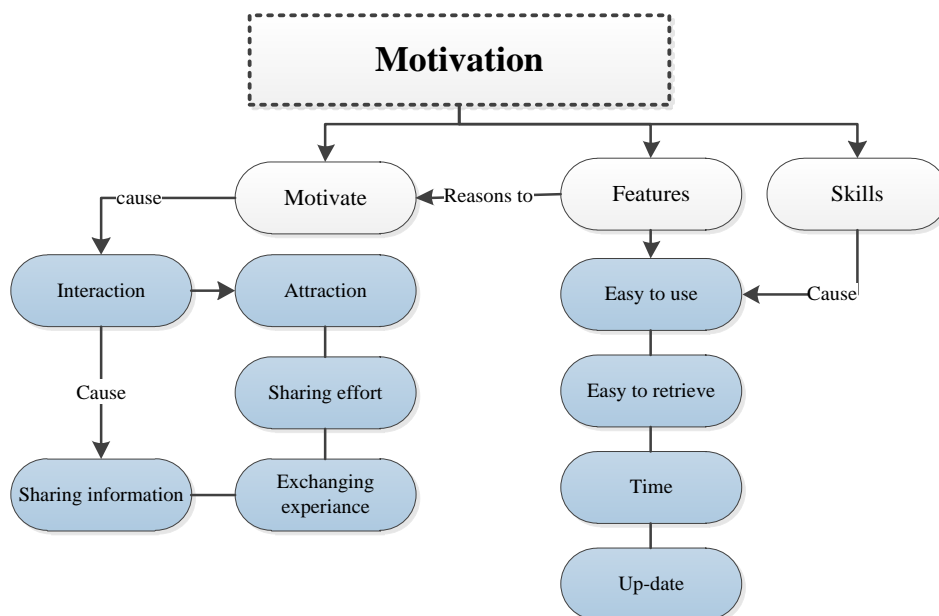 Motivation
cause
Motivate
Reasons to
Features
Skills
Interaction
Attraction
Easy to use
Cause
Cause
Sharing effort
Easy to retrieve
Sharing information
Exchanging
experiance
Time
Up-date